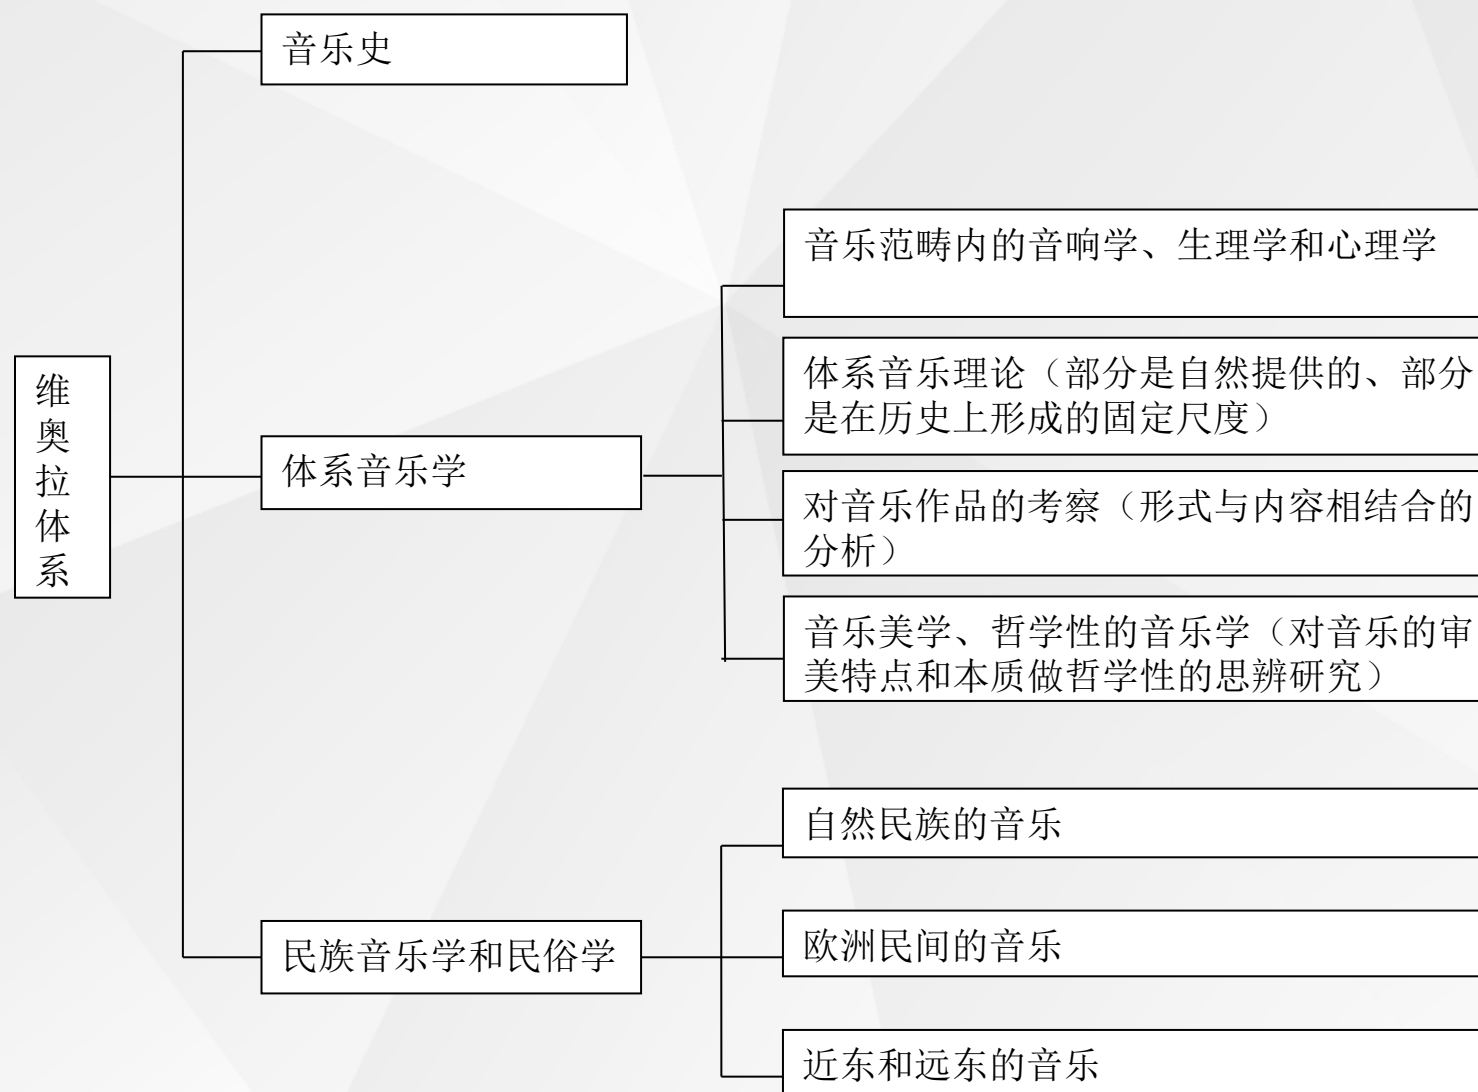 音乐史
音乐范畴内的音响学、生理学和心理学
体系音乐理论（部分是自然提供的、部分
是在历史上形成的固定尺度）
维奥拉体系
体系音乐学
对音乐作品的考察（形式与内容相结合的
分析）
音乐美学、哲学性的音乐学（对音乐的审
美特点和本质做哲学性的思辨研究）
自然民族的音乐
民族音乐学和民俗学
欧洲民间的音乐
近东和远东的音乐